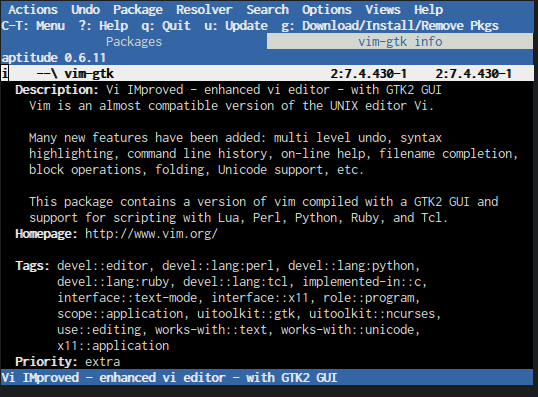 Actions  Undo  Package  Resolver  Search  Options  Views  Help
C-T: Menu  ?: Help  q: Quit  u: Update  g: Download/Install/Remove Pkgs
Packages    vim-gtk info
aptitude 0.6.11
i    --\ vim-gtk    2:7.4.430-1    2:7.4.430-1
Description: Vi IMproved - enhanced vi editor - with GTK2 GUI
Vim is an almost compatible version of the UNIX editor Vi.
Many new features have been added: multi level undo, syntax
highlighting, command line history, on-line help, filename completion,
block operations, folding, Unicode support, etc.
This package contains a version of vim compiled with a GTK2 GUI and
support for scripting with Lua, Perl, Python, Ruby, and Tcl.
Homepage: http://www.vim.org/
Tags: devel::editor, devel::lang:perl, devel::lang:python,
devel::lang:ruby, devel::lang:tcl, implemented-in::c,
interface::text-mode, interface::x11, role::program,
scope::application, uitoolkit::gtk, uitoolkit::ncurses,
use::editing, works-with::text, works-with::unicode,
x11::application
Priority: extra
Vi IMproved - enhanced vi editor - with GTK2 GUI